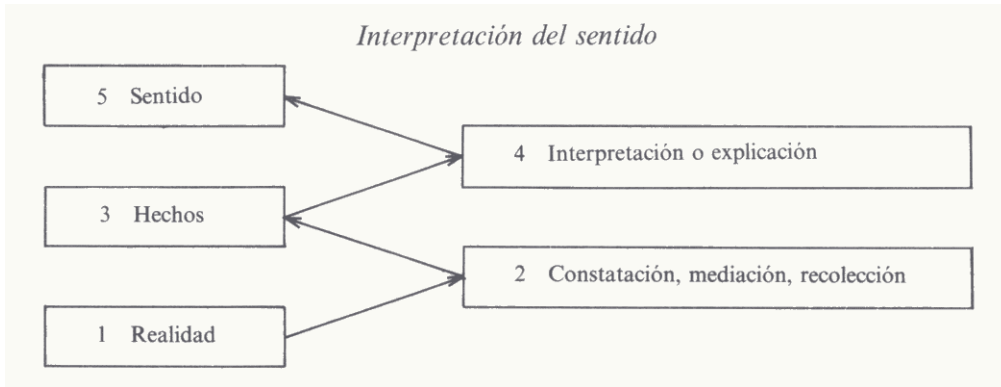 Interpretación del sentido
5 Sentido
4 Interpretación o explicación
3 Hechos
2 Constatación, mediación, recolección
1 Realidad